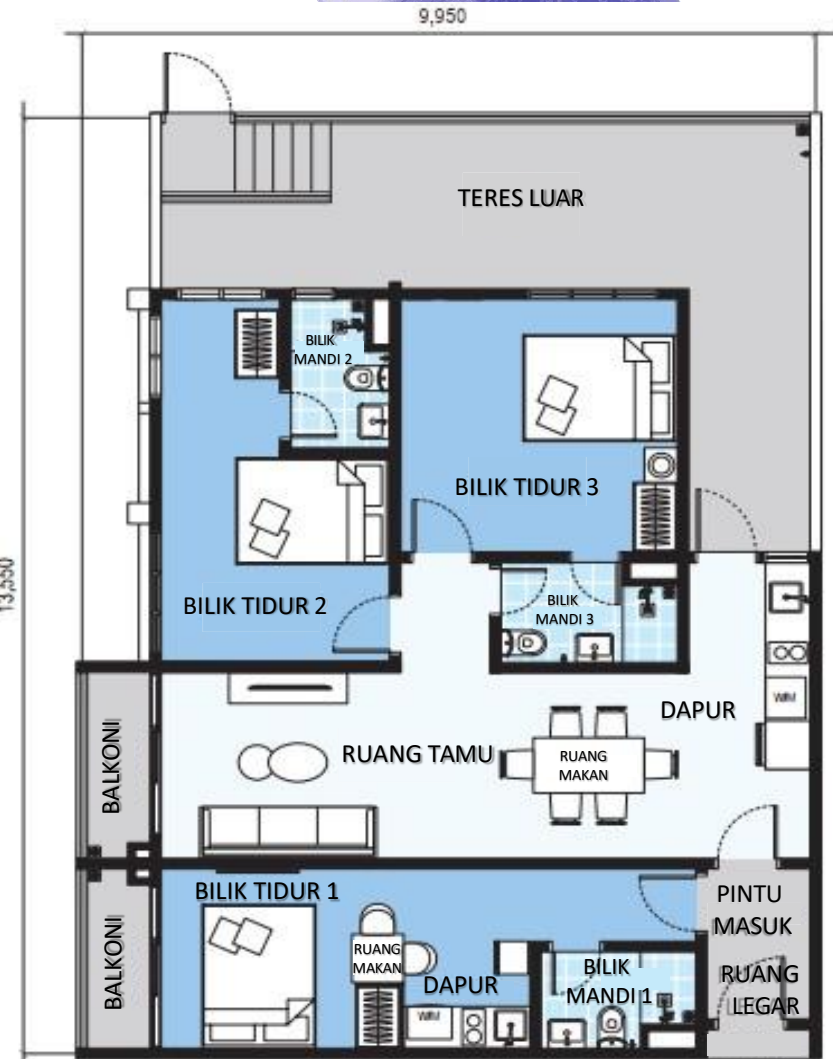 9,950
13,550
TERES LUAR
BILIK
MANDI 2
BILIK TIDUR 3
BILIK TIDUR 2
BILIK
MANDI 3
DAPUR
W/M
BALKONI
RUANG TAMU
RUANG
MAKAN
BILIK TIDUR 1
PINTU
MASUK
BALKONI
RUANG
MAKAN
DAPUR
W/M
BILIK
MANDI 1
RUANG
LEGAR